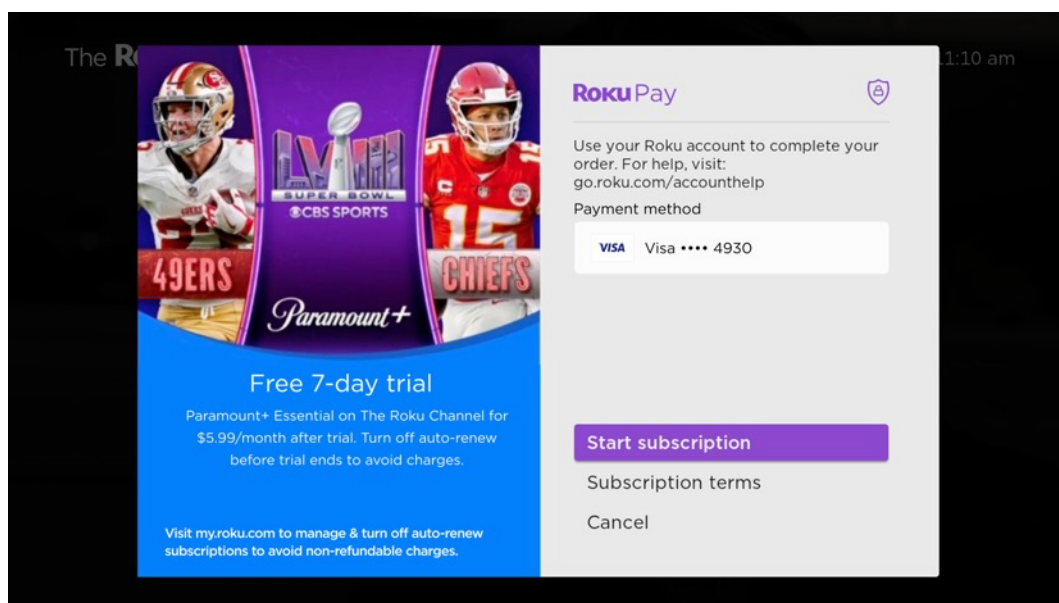 The Ro
1:10 am
LVIII
SUPER BOWL
CBS SPORTS
49ERS
CHIEFS
C
15
Paramount+
Free 7-day trial
Paramount+ Essential on The Roku Channel for
$5.99/month after trial. Turn off auto-renew
before trial ends to avoid charges.
Visit my.roku.com to manage & turn off auto-renew
subscriptions to avoid non-refundable charges.
Roku Pay
Use your Roku account to complete your
order. For help, visit:
go.roku.com/accounthelp
Payment method
VISA Visa •••• 4930
Start subscription
Subscription terms
Cancel